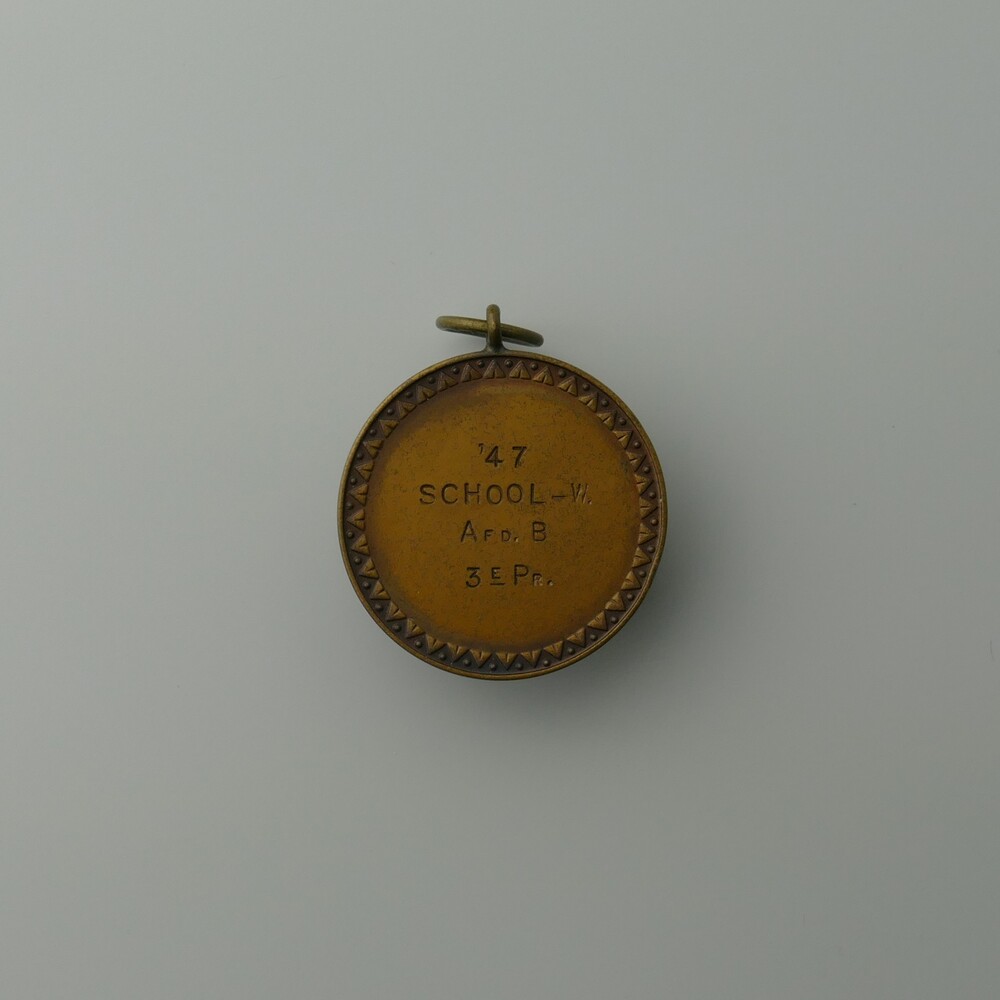 '47
SCHOOL-W.
AFD. B
3E PR.